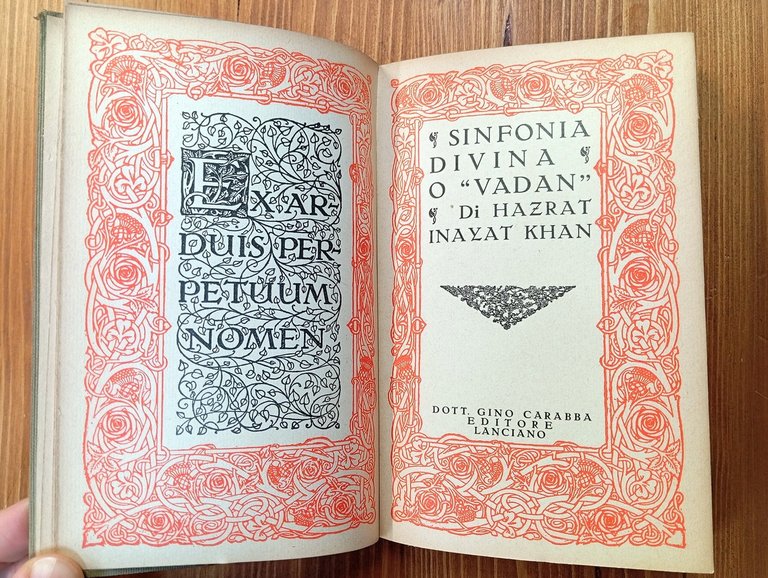 EX AR-
DUIS PER-
PETUUM
NOMEN
SINFONIA
DIVINA
O "VADAN"
Di HAZRAT
INAYAT KHAN
DOTT. GINO CARABBA
EDITORE
LANCIANO